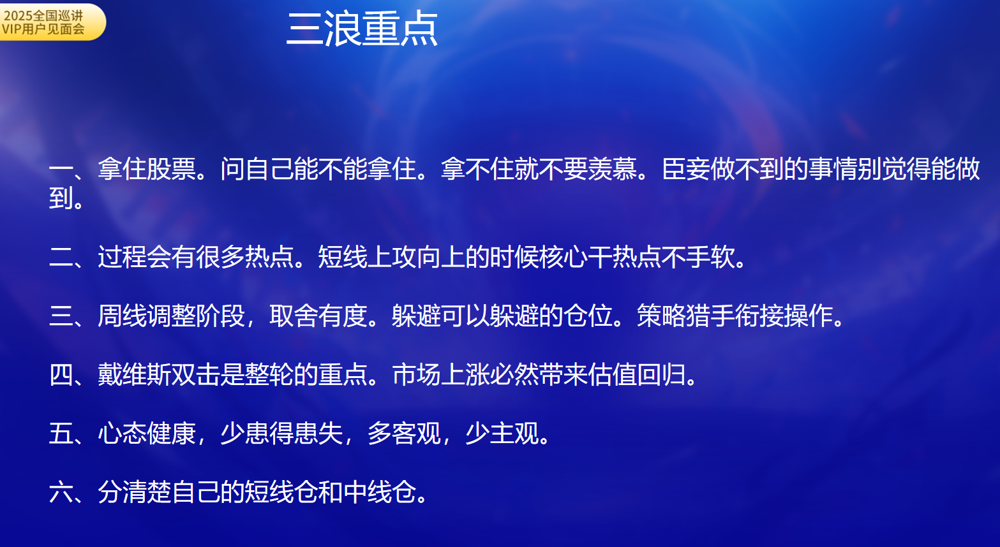 2025全国巡讲
VIP用户见面会
三浪重点
一、拿住股票。问自己能不能拿住。拿不住就不要羡慕。臣妾做不到的事情别觉得能做
到。
二、过程会有很多热点。短线上攻向上的时候核心干热点不手软。
三、周线调整阶段，取舍有度。躲避可以躲避的仓位。策略猎手衔接操作。
四、戴维斯双击是整轮的重点。市场上涨必然带来估值回归。
五、心态健康，少患得患失，多客观，少主观。
六、分清楚自己的短线仓和中线仓。